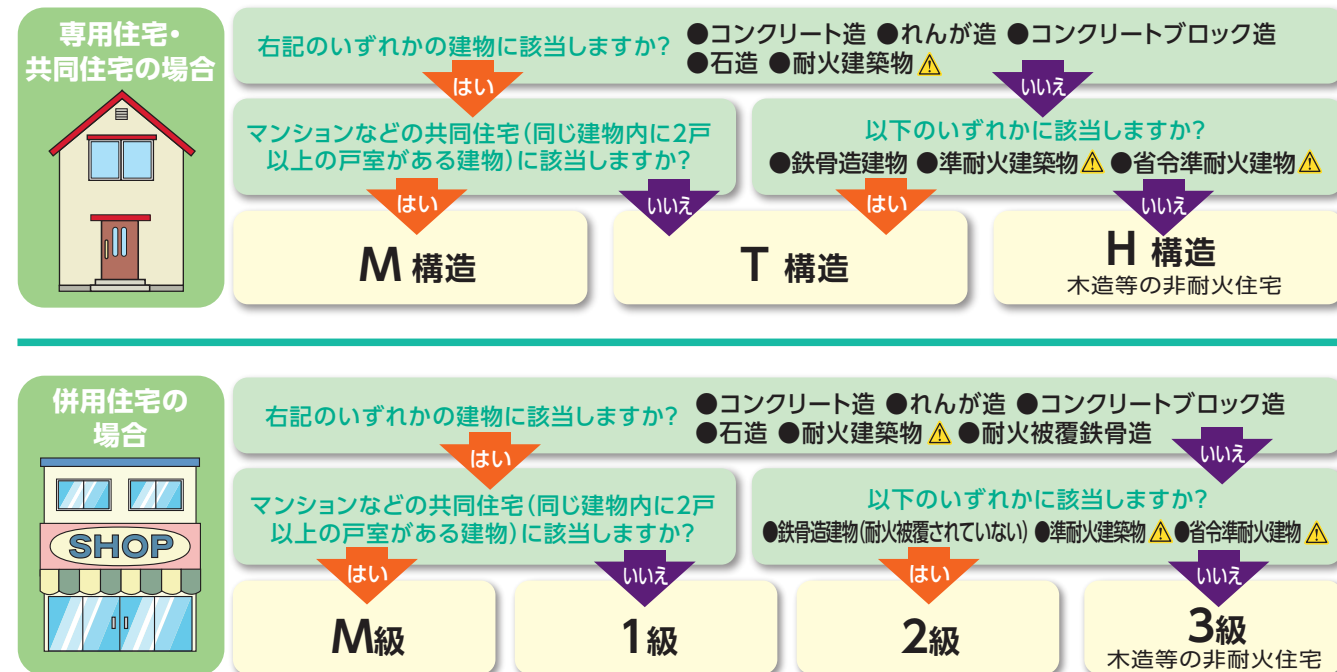 専用住宅・
共同住宅の場合
右記のいずれかの建物に該当しますか?
●コンクリート造 ●れんが造 ●コンクリートブロック造
●石造 ●耐火建築物⚠
はい
いいえ
マンションなどの共同住宅(同じ建物内に2戸
以上の戸室がある建物)に該当しますか?
以下のいずれかに該当しますか?
●鉄骨造建物 ●準耐火建築物⚠ ●省令準耐火建物⚠
はい
いいえ
はい
いいえ
M 構造
T 構造
H 構造
木造等の非耐火住宅
併用住宅の
場合
SHOP
右記のいずれかの建物に該当しますか?
●コンクリート造 ●れんが造 ●コンクリートブロック造
●石造 ●耐火建築物⚠ ●耐火被覆鉄骨造
はい
いいえ
マンションなどの共同住宅(同じ建物内に2戸
以上の戸室がある建物)に該当しますか?
以下のいずれかに該当しますか?
●鉄骨造建物(耐火被覆されていない) ●準耐火建築物⚠ ●省令準耐火建物⚠
はい
いいえ
はい
いいえ
M級
1級
2級
3級
木造等の非耐火住宅